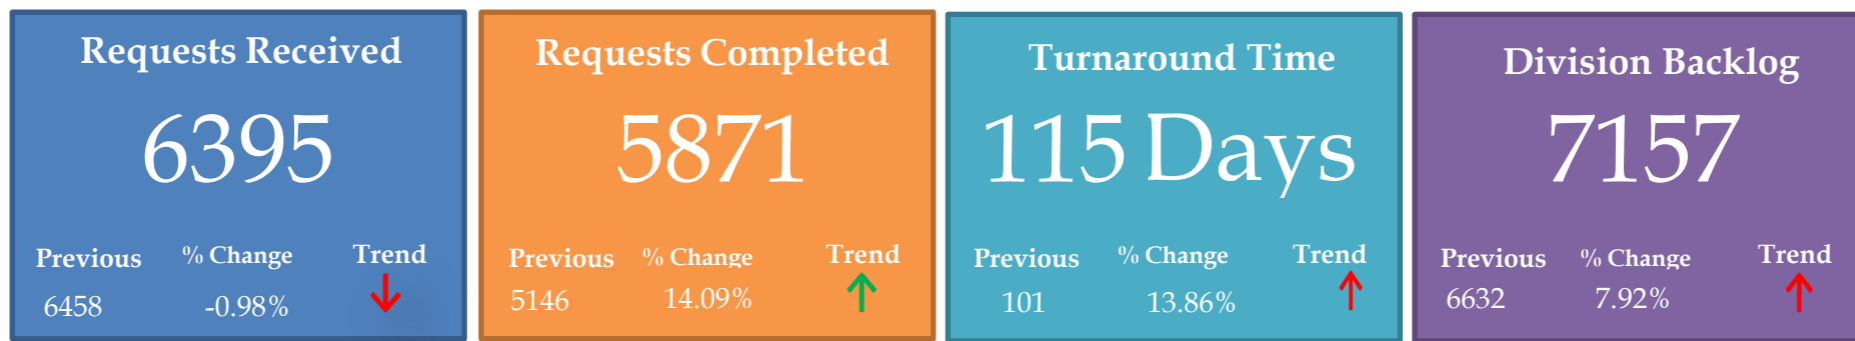 Requests Received
6395
Previous % Change Trend
6458 -0.98%
Requests Completed
5871
Previous % Change Trend
5146 14.09%
Turnaround Time
115 Days
Previous % Change Trend
101 13.86%
Division Backlog
7157
Previous % Change Trend
6632 7.92%